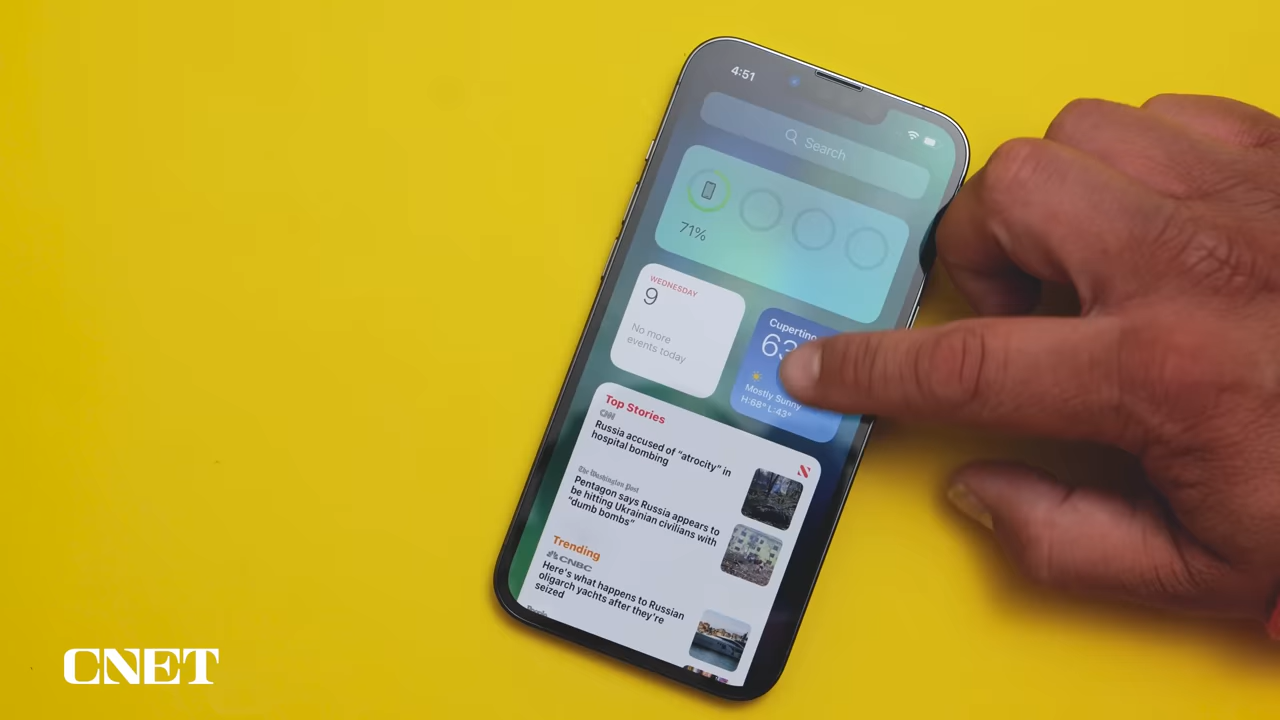 4:51
Search
71%
WEDNESDAY
9
No more
events today
Cupertino
63
Mostly Sunny
H:68° L:43°
Top Stories
CNN
Russia accused of “atrocity” in
hospital bombing
The Washington Post
Pentagon says Russia appears to
be hitting Ukrainian civilians with
“dumb bombs”
Trending
CNBC
Here's what happens to Russian
oligarch yachts after they're
seized
CNET